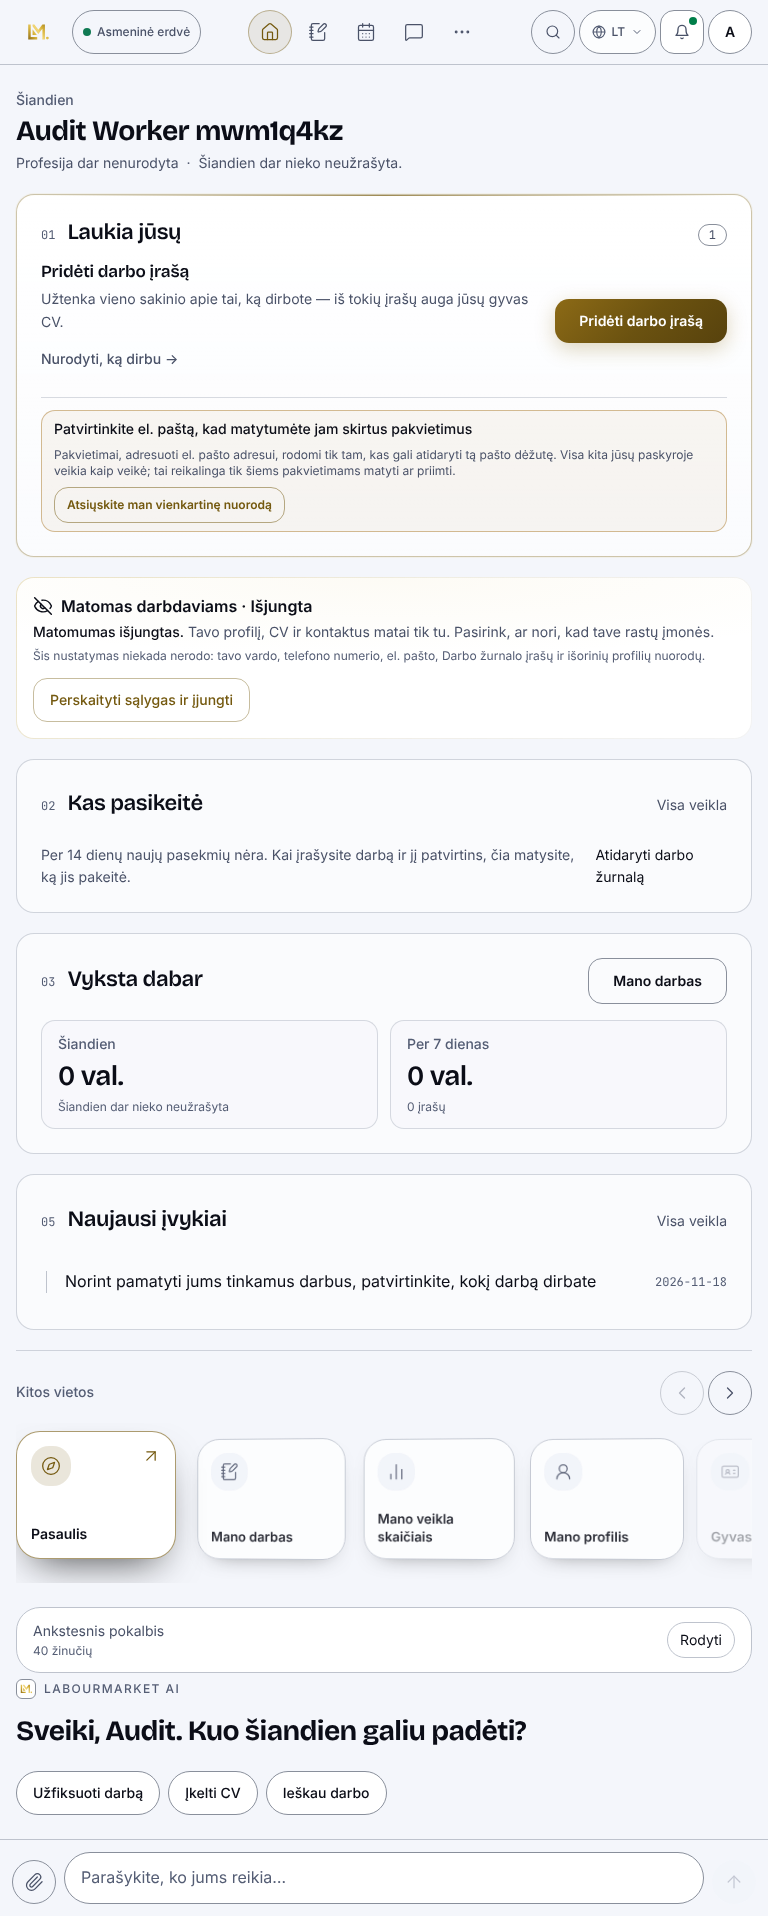 LM.
Asmeninė erdvė
LT
A
Šiandien
Audit Worker mwm1q4kz
Profesija dar nenurodyta · Šiandien dar nieko neužrašyta.
01 Laukia jūsų
1
Pridėti darbo įrašą
Užtenka vieno sakinio apie tai, ką dirbote — iš tokių įrašų auga jūsų gyvas
CV.
Pridėti darbo įrašą
Nurodyti, ką dirbu →
Patvirtinkite el. paštą, kad matytumėte jam skirtus pakvietimus
Pakvietimai, adresuoti el. pašto adresui, rodomi tik tam, kas gali atidaryti tą pašto dėžutę. Visa kita jūsų paskyroje
veikia kaip veikė; tai reikalinga tik šiems pakvietimams matyti ar priimti.
Atsiųskite man vienkartinę nuorodą
Matomas darbdaviams · Išjungta
Matomumas išjungtas. Tavo profilį, CV ir kontaktus matai tik tu. Pasirink, ar nori, kad tave rastų įmonės.
Šis nustatymas niekada nerodo: tavo vardo, telefono numerio, el. pašto, Darbo žurnalo įrašų ir išorinių profilių nuorodų.
Perskaityti sąlygas ir įjungti
02 Kas pasikeitė
Visa veikla
Per 14 dienų naujų pasekmių nėra. Kai įrašysite darbą ir jį patvirtins, čia matysite,
ką jis pakeitė.
Atidaryti darbo
žurnalą
03 Vyksta dabar
Mano darbas
Šiandien
0 val.
Šiandien dar nieko neužrašyta
Per 7 dienas
0 val.
0 įrašų
05 Naujausi įvykiai
Visa veikla
Norint pamatyti jums tinkamus darbus, patvirtinkite, kokį darbą dirbate
2026-11-18
Kitos vietos
Pasaulis
Mano darbas
Mano veikla
skaičiais
Mano profilis
Gyvas
Ankstesnis pokalbis
40 žinučių
Rodyti
LM. LABOURMARKET AI
Sveiki, Audit. Kuo šiandien galiu padėti?
Užfiksuoti darbą
Įkelti CV
Ieškau darbo
Parašykite, ko jums reikia...